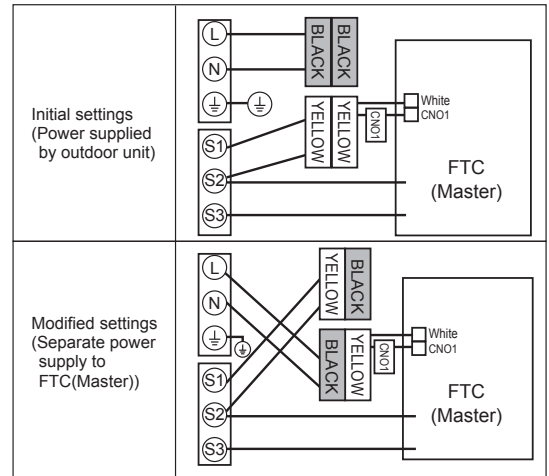 Initial settings
(Power supplied
by outdoor unit)
L
N
S1
S2
S3
BLACK
BLACK
YELLOW
YELLOW
CNO1
White
CNO1
FTC
(Master)
Modified settings
(Separate power
supply to
FTC(Master))
L
N
S1
S2
S3
YELLOW
BLACK
BLACK
YELLOW
CNO1
White
CNO1
FTC
(Master)